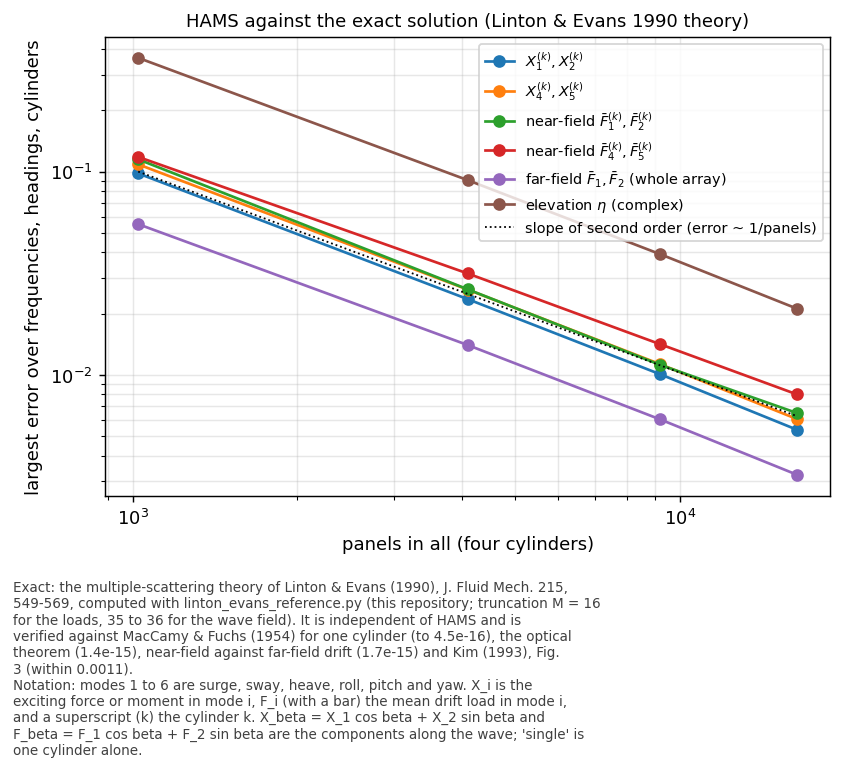 HAMS against the exact solution (Linton & Evans 1990 theory)
largest error over frequencies, headings, cylinders
10⁻¹
10⁻²
X₁⁽ᵏ⁾, X₂⁽ᵏ⁾
X₄⁽ᵏ⁾, X₅⁽ᵏ⁾
near-field F̄₁⁽ᵏ⁾, F̄₂⁽ᵏ⁾
near-field F̄₄⁽ᵏ⁾, F̄₅⁽ᵏ⁾
far-field F̄₁, F̄₂ (whole array)
elevation η (complex)
slope of second order (error ~ 1/panels)
10³
10⁴
panels in all (four cylinders)
Exact: the multiple-scattering theory of Linton & Evans (1990), J. Fluid Mech. 215,
549-569, computed with linton_evans_reference.py (this repository; truncation M = 16
for the loads, 35 to 36 for the wave field). It is independent of HAMS and is
verified against MacCamy & Fuchs (1954) for one cylinder (to 4.5e-16), the optical
theorem (1.4e-15), near-field against far-field drift (1.7e-15) and Kim (1993), Fig.
3 (within 0.0011).
Notation: modes 1 to 6 are surge, sway, heave, roll, pitch and yaw. X_i is the
exciting force or moment in mode i, F_i (with a bar) the mean drift load in mode i,
and a superscript (k) the cylinder k. X_beta = X_1 cos beta + X_2 sin beta and
F_beta = F_1 cos beta + F_2 sin beta are the components along the wave; 'single' is
one cylinder alone.